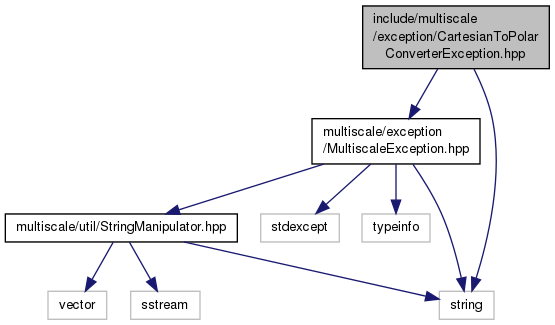 include/multiscale
/exception/CartesianToPolar
ConverterException.hpp
multiscale/exception
/MultiscaleException.hpp
multiscale/util/StringManipulator.hpp
stdexcept
typeinfo
vector
sstream
string